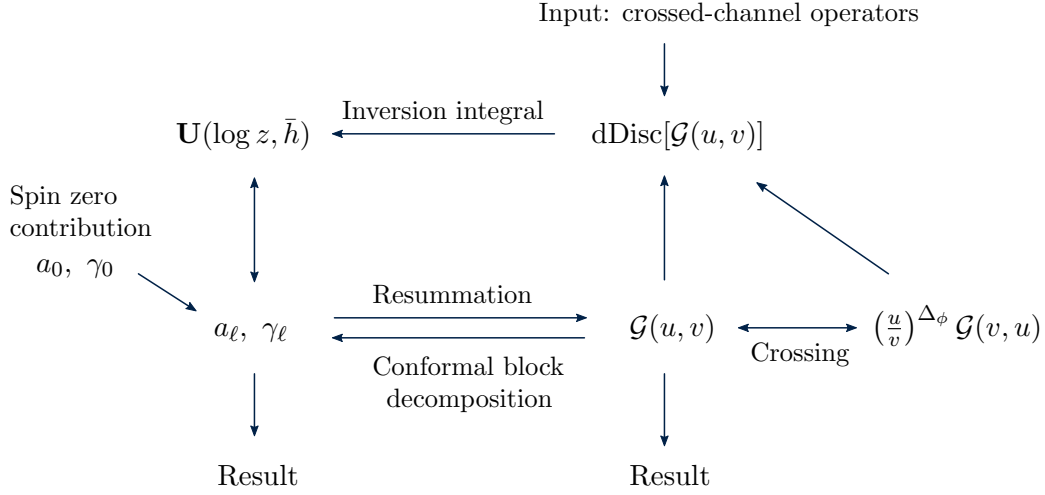 Input: crossed-channel operators
Inversion integral
U(log z, h̄)
dDisc[𝒢(u, v)]
Spin zero
contribution
a₀, γ₀
Resummation
a_ℓ, γ_ℓ
𝒢(u, v)
(u/v)^{Δ_ϕ} 𝒢(v, u)
Crossing
Conformal block
decomposition
Result
Result